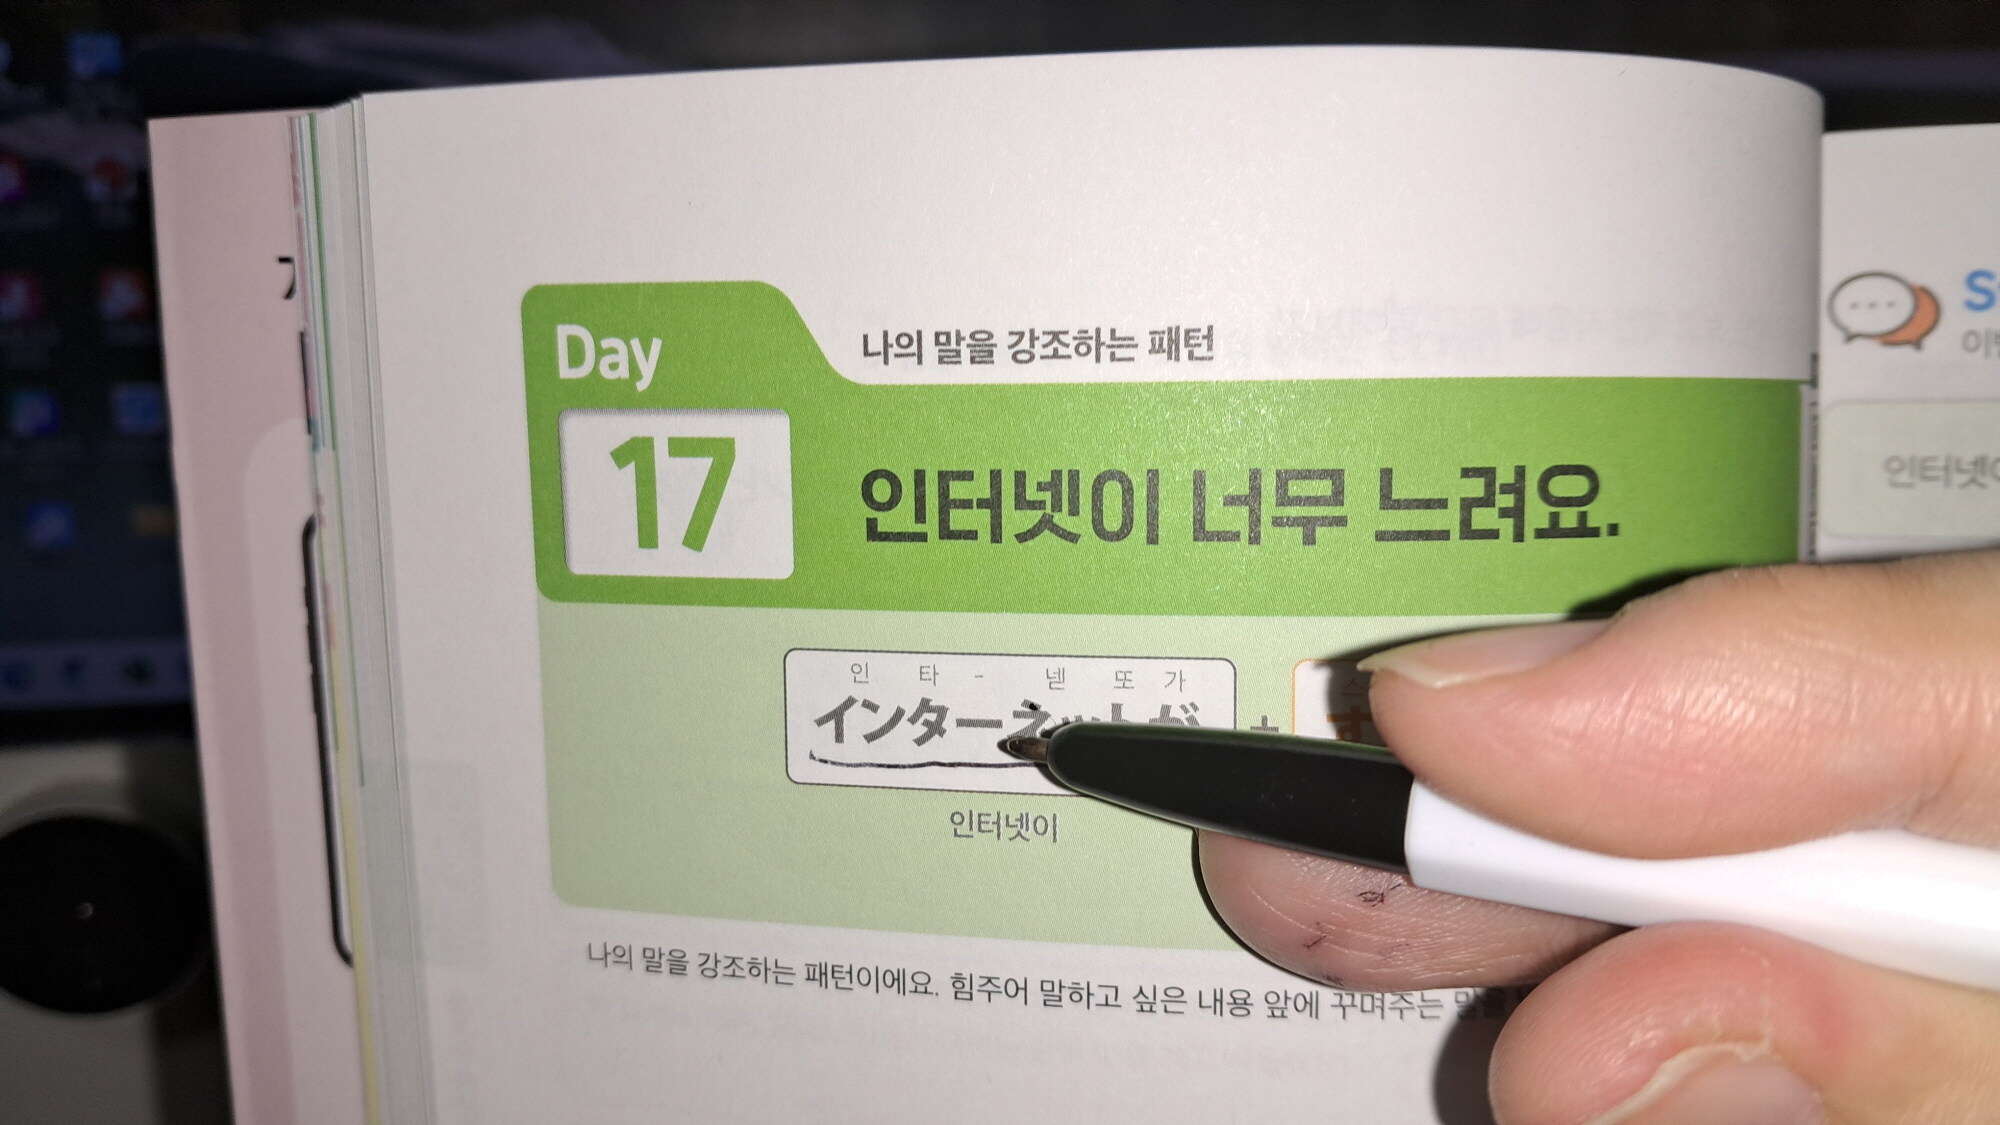 Day
17
나의 말을 강조하는 패턴
인터넷이 너무 느려요.
인 타 - 넫 또 가
インターネットが
+
인터넷이
나의 말을 강조하는 패턴이에요. 힘주어 말하고 싶은 내용 앞에 꾸며주는